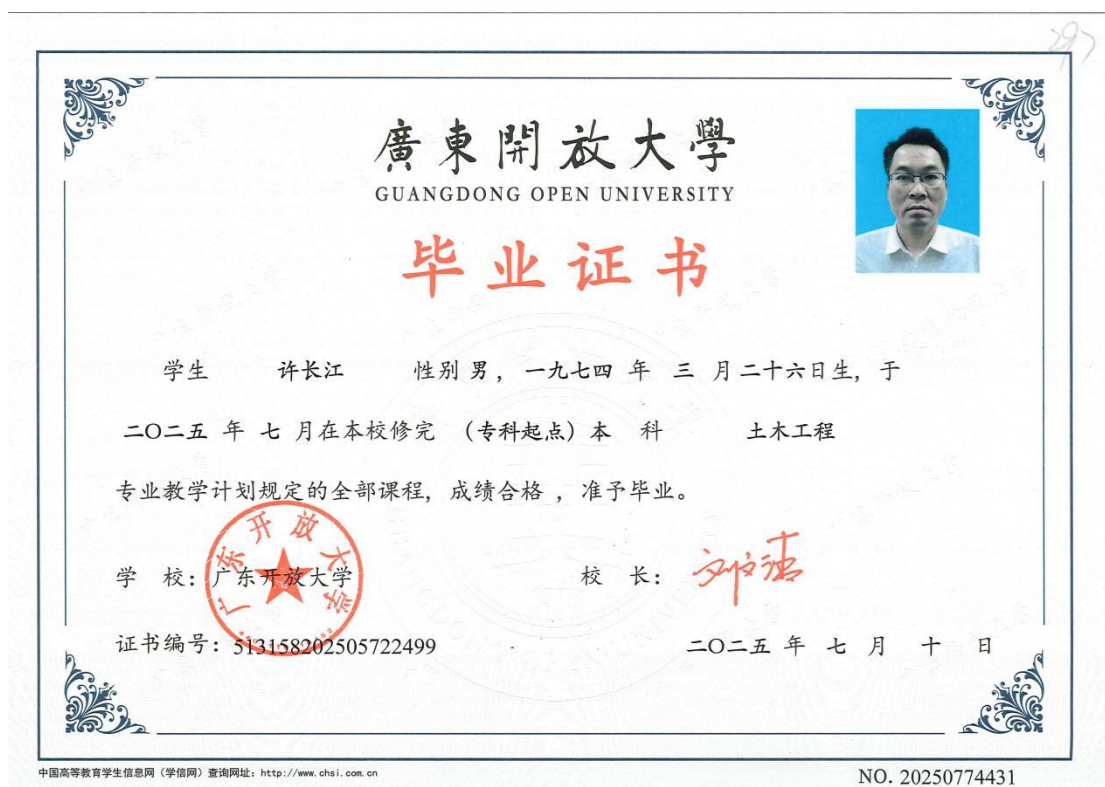 297
廣東開放大學
GUANGDONG OPEN UNIVERSITY
毕业证书
学生 许长江 性别 男，一九七四 年 三 月 二十六日生，于
二〇二五 年 七 月在本校修完 （专科起点）本 科 土木工程
专业教学计划规定的全部课程，成绩合格 ，准予毕业。
广东开放大学
学 校：广东开放大学 校 长：
证书编号：513158202505722499 二〇二五 年 七 月 十 日
中国高等教育学生信息网（学信网）查询网址：http://www.chsi.com.cn
NO. 20250774431